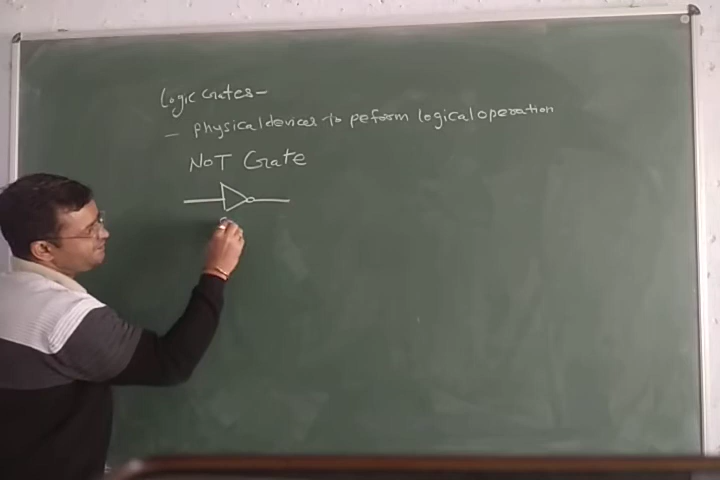 Logic Gates -
- physical devices to peform logical operation
NOT Gate